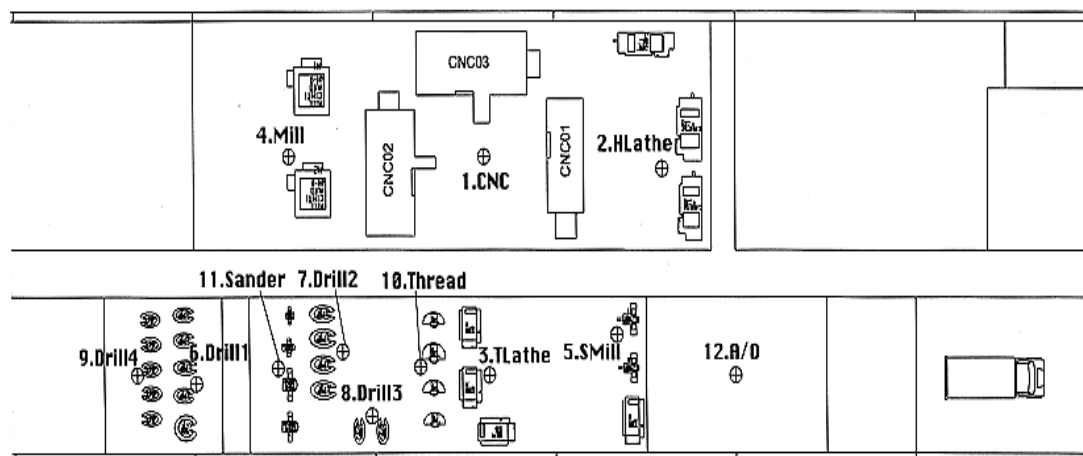 CNC03
4.Mill
CNC02
1.CNC
CNC01
2.HLathe
11.Sander
7.Drill2
10.Thread
9.Drill4
6.Drill1
8.Drill3
3.TLathe
5.SMill
12.A/D